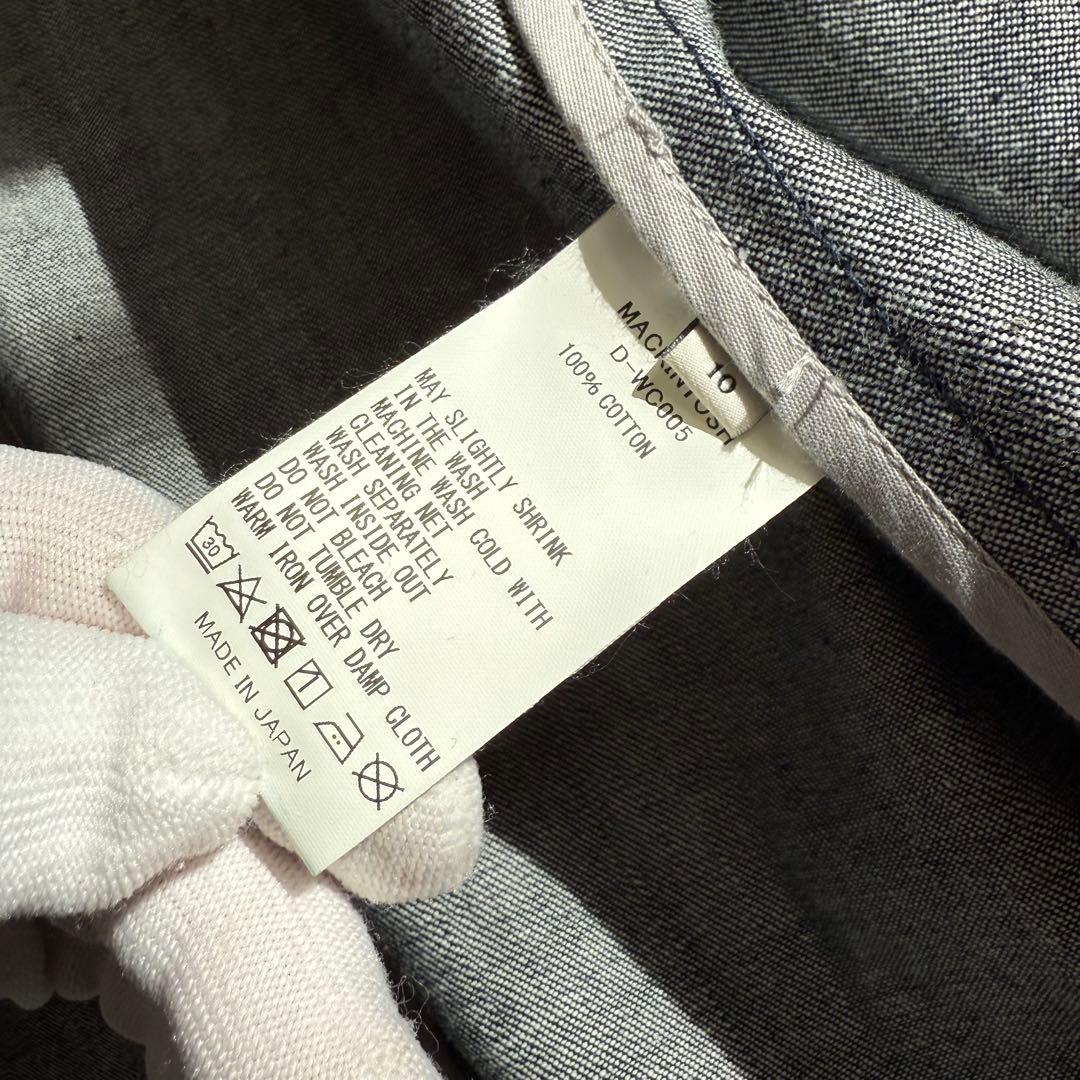 MACKINTOSH
10
D-WC005
100% COTTON
MAY SLIGHTLY SHRINK
IN THE WASH
MACHINE WASH COLD WITH
CLEANING NET
WASH SEPARATELY
WASH INSIDE OUT
DO NOT BLEACH
DO NOT TUMBLE DRY
WARM IRON OVER DAMP CLOTH
30
MADE IN JAPAN